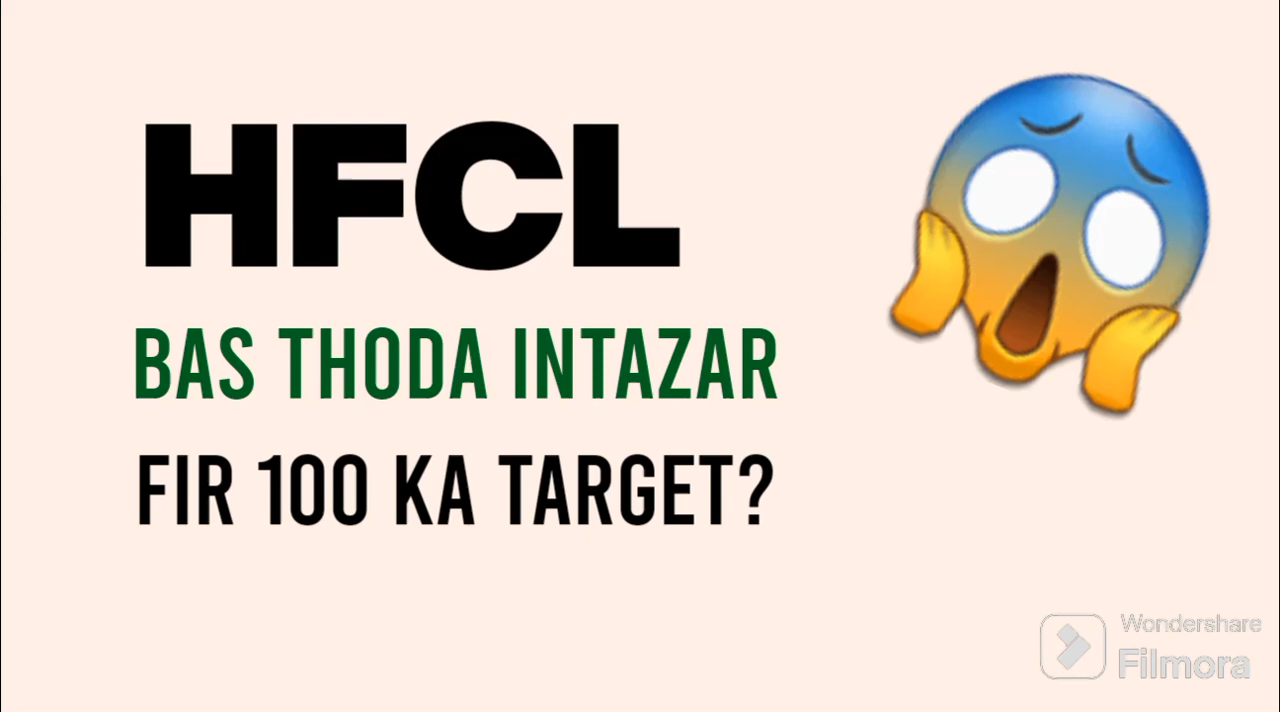 HFCL
BAS THODA INTAZAR
FIR 100 KA TARGET?
Wondershare
Filmora